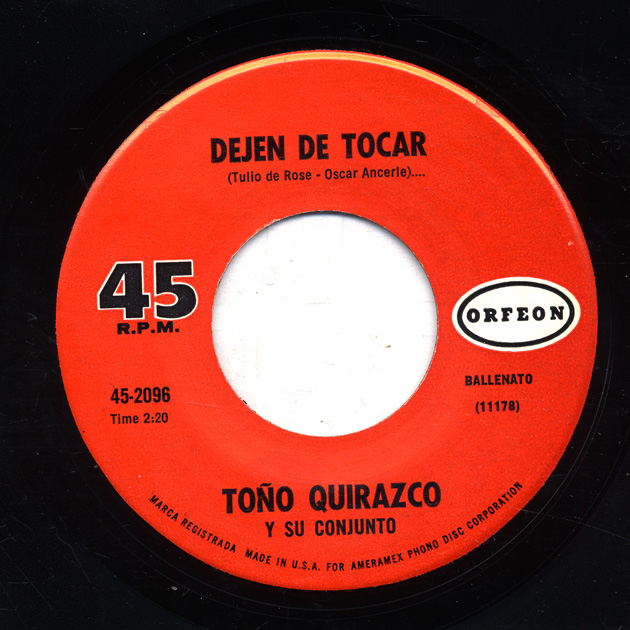 DEJEN DE TOCAR
(Tulio de Rose - Oscar Ancerle)....
45
R.P.M.
ORFEON
45-2096
Time 2:20
BALLENATO
(11178)
TOÑO QUIRAZCO
Y SU CONJUNTO
MARCA REGISTRADA MADE IN U.S.A. FOR AMERAMEX PHONO DISC CORPORATION